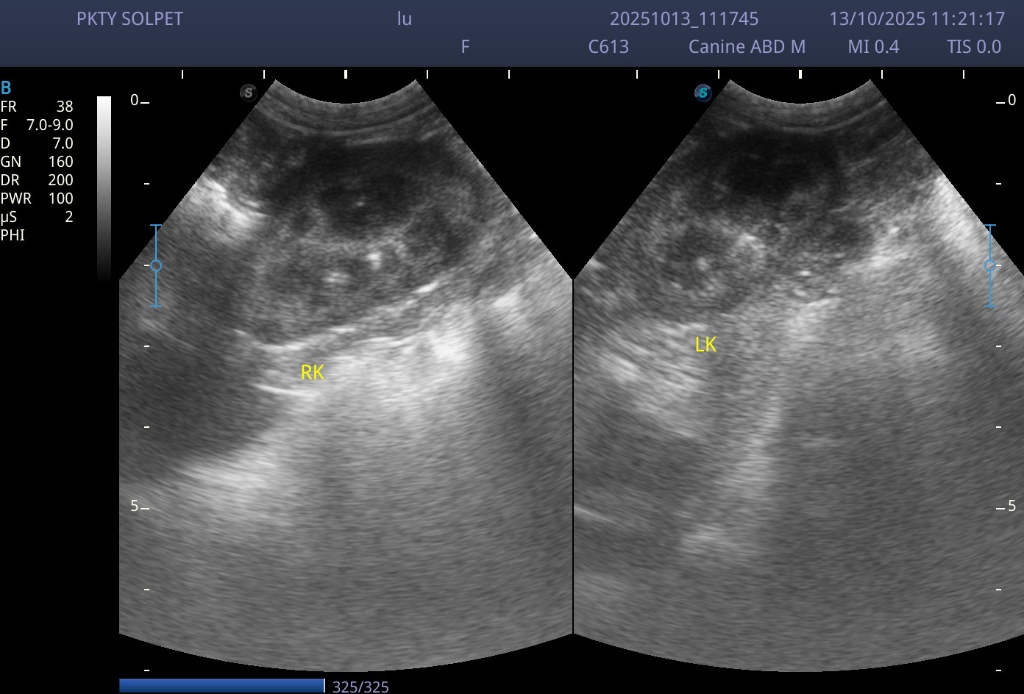 PKTY SOLPET lu 20251013_111745 13/10/2025 11:21:17
F C613 Canine ABD M MI 0.4 TIS 0.0
B
FR 38
F 7.0-9.0
D 7.0
GN 160
DR 200
PWR 100
µS 2
PHI
0
S
S
0
RK
LK
5
5
325/325